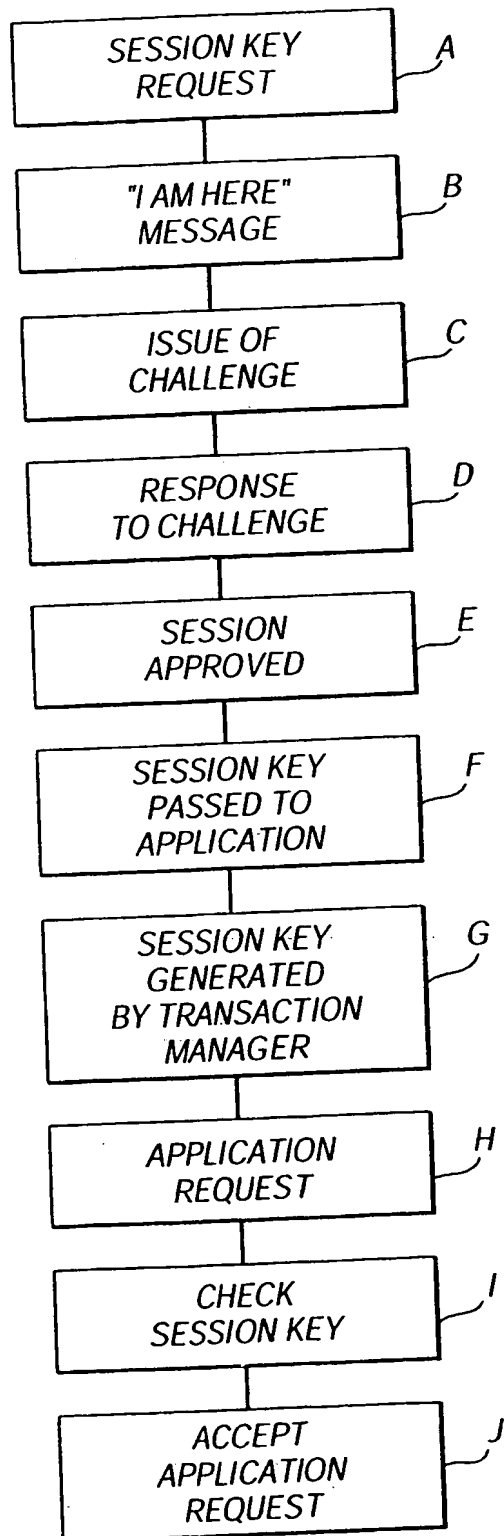 SESSION KEY
REQUEST
A
"I AM HERE"
MESSAGE
B
ISSUE OF
CHALLENGE
C
RESPONSE
TO CHALLENGE
D
SESSION
APPROVED
E
SESSION KEY
PASSED TO
APPLICATION
F
SESSION KEY
GENERATED
BY TRANSACTION
MANAGER
G
APPLICATION
REQUEST
H
CHECK
SESSION KEY
I
ACCEPT
APPLICATION
REQUEST
J